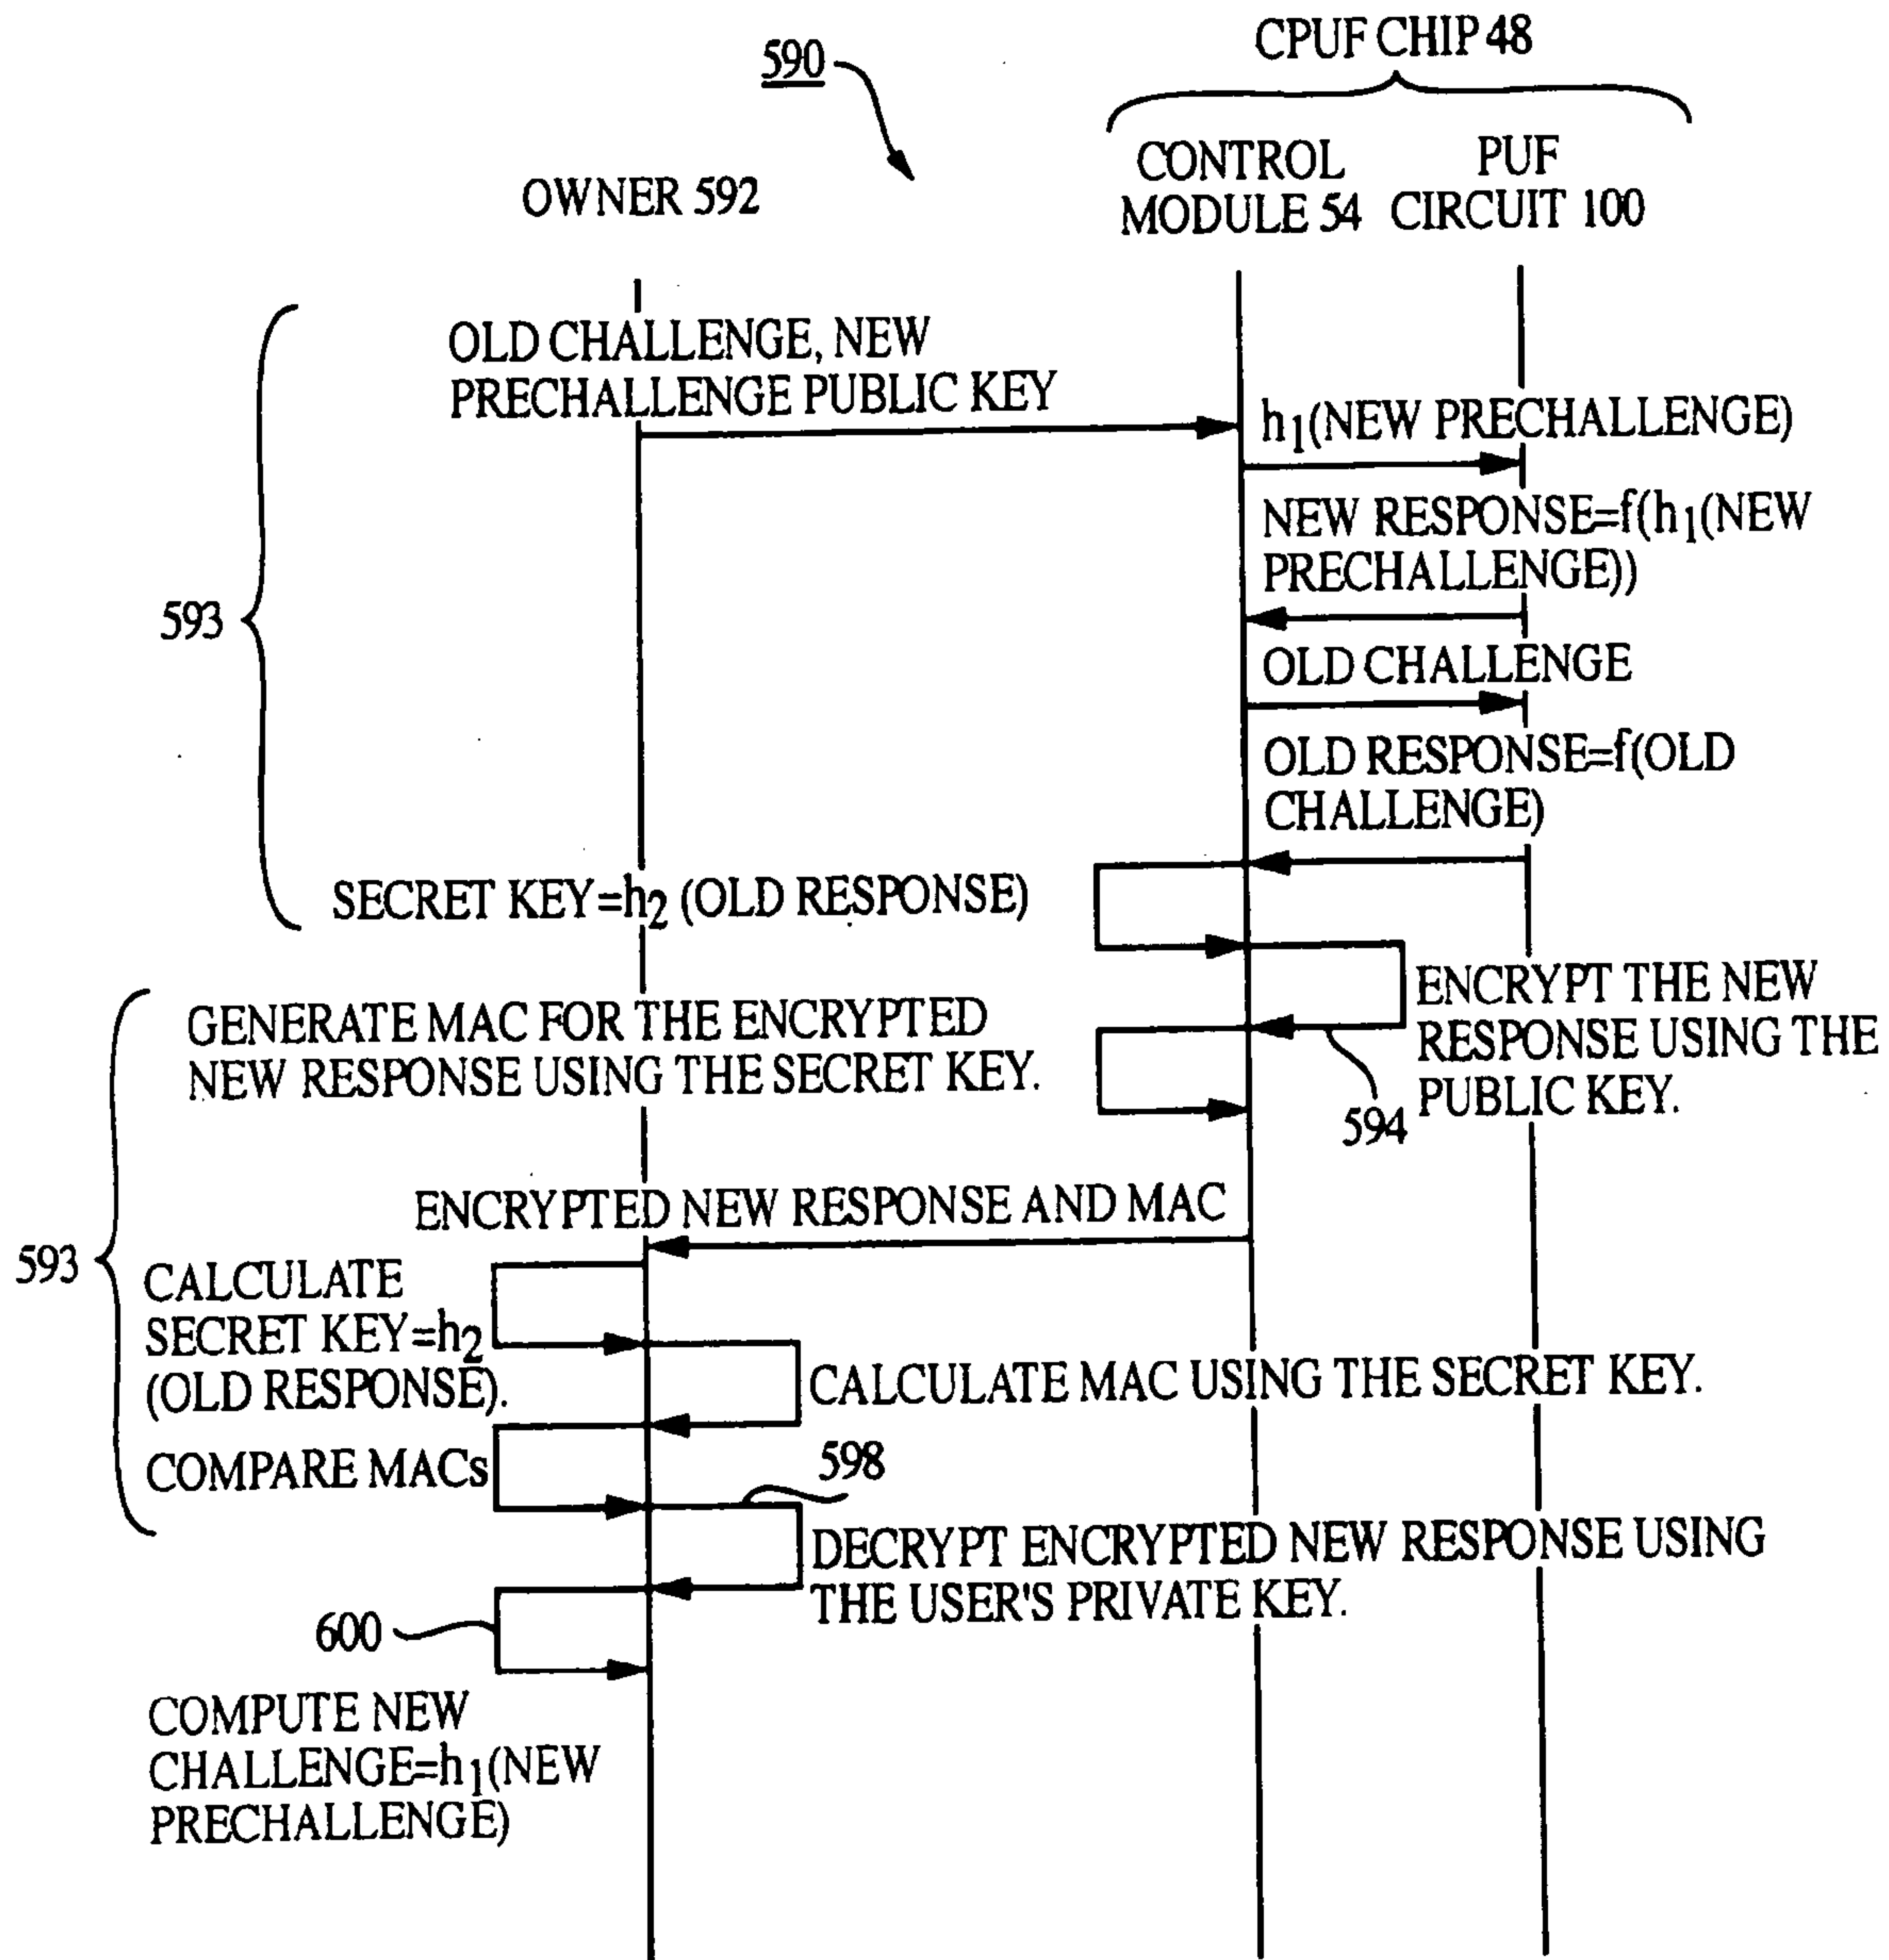 590
CPUF CHIP 48
OWNER 592
CONTROL
MODULE 54
PUF
CIRCUIT 100
593
OLD CHALLENGE, NEW
PRECHALLENGE PUBLIC KEY
h1(NEW PRECHALLENGE)
NEW RESPONSE=f(h1(NEW
PRECHALLENGE))
OLD CHALLENGE
OLD RESPONSE=f(OLD
CHALLENGE)
SECRET KEY=h2 (OLD RESPONSE)
ENCRYPT THE NEW
RESPONSE USING THE
PUBLIC KEY.
594
593
GENERATE MAC FOR THE ENCRYPTED
NEW RESPONSE USING THE SECRET KEY.
ENCRYPTED NEW RESPONSE AND MAC
CALCULATE
SECRET KEY=h2
(OLD RESPONSE).
CALCULATE MAC USING THE SECRET KEY.
COMPARE MACs
598
DECRYPT ENCRYPTED NEW RESPONSE USING
THE USER'S PRIVATE KEY.
600
COMPUTE NEW
CHALLENGE=h1(NEW
PRECHALLENGE)